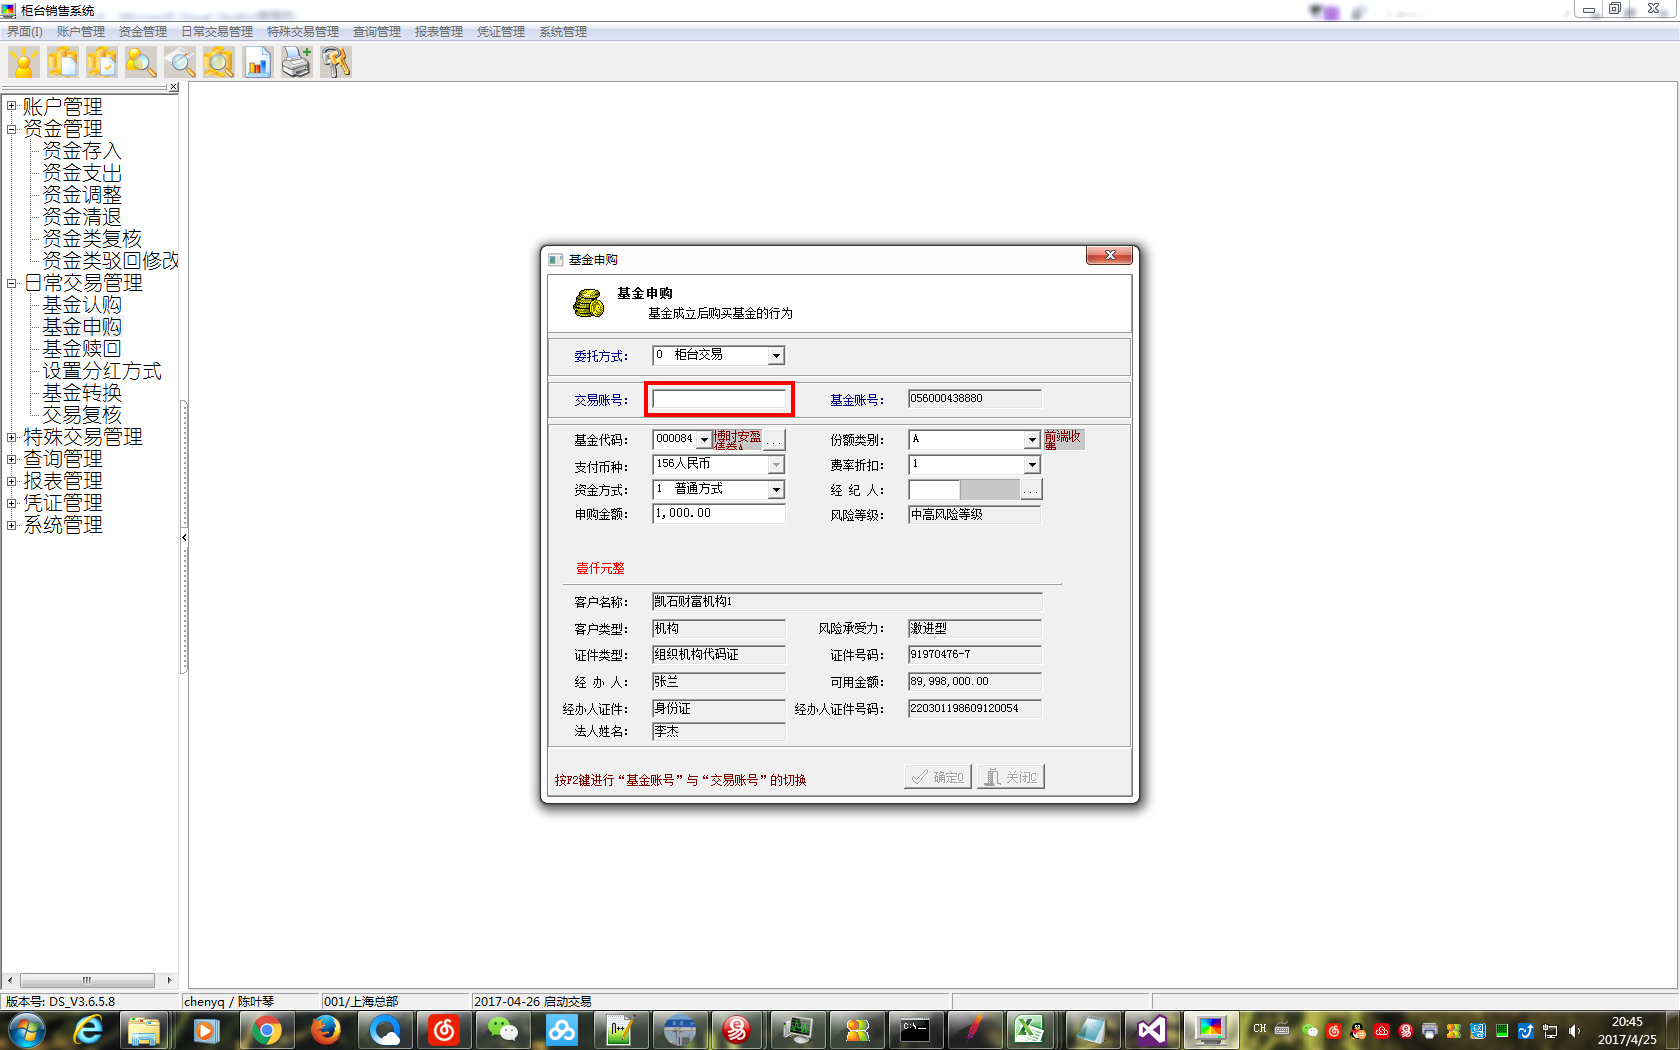 柜台销售系统
界面(I) 账户管理 资金管理 日常交易管理 特殊交易管理 查询管理 报表管理 凭证管理 系统管理
账户管理
资金管理
资金存入
资金支出
资金调整
资金清退
资金类复核
资金类驳回修改
日常交易管理
基金认购
基金申购
基金赎回
设置分红方式
基金转换
交易复核
特殊交易管理
查询管理
报表管理
凭证管理
系统管理
基金申购
基金申购
基金成立后购买基金的行为
委托方式: 0 柜台交易
交易账号: 基金账号: 056000438880
基金代码: 000084 博时安盈 ... 份额类别: A 前端收费
支付币种: 156人民币 费率折扣: 1
资金方式: 1 普通方式 经 纪 人: ...
申购金额: 1,000.00 风险等级: 中高风险等级
壹仟元整
客户名称: 凯石财富机构1
客户类型: 机构 风险承受力: 激进型
证件类型: 组织机构代码证 证件号码: 91970476-7
经 办 人: 张兰 可用金额: 89,998,000.00
经办人证件: 身份证 经办人证件号码: 220301198609120054
法人姓名: 李杰
按F2键进行“基金账号”与“交易账号”的切换 确定O 关闭C
版本号: DS_V3.6.5.8 chenyq / 陈叶琴 001/上海总部 2017-04-26 启动交易
CH 20:45
2017/4/25